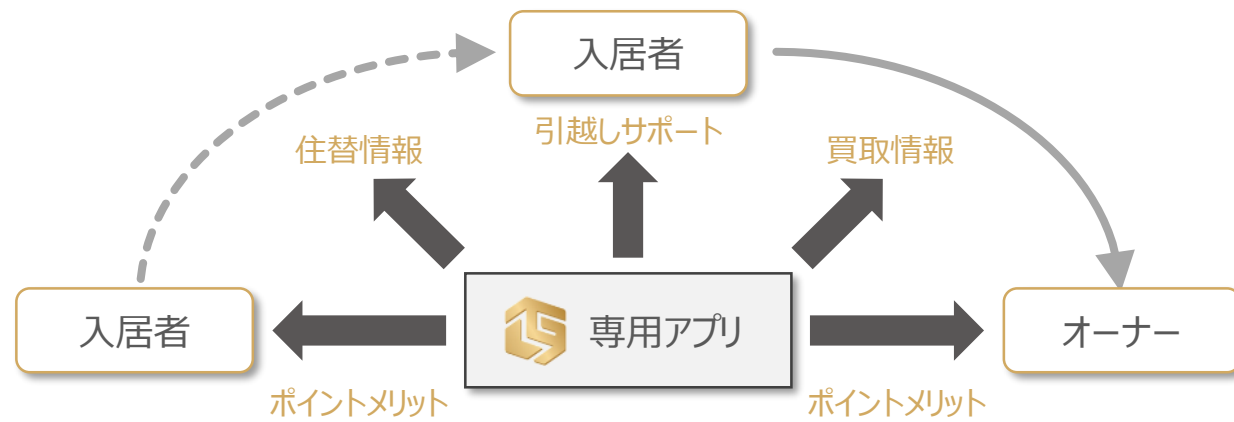 入居者
引越しサポート
住替情報
買取情報
入居者
専用アプリ
オーナー
ポイントメリット
ポイントメリット